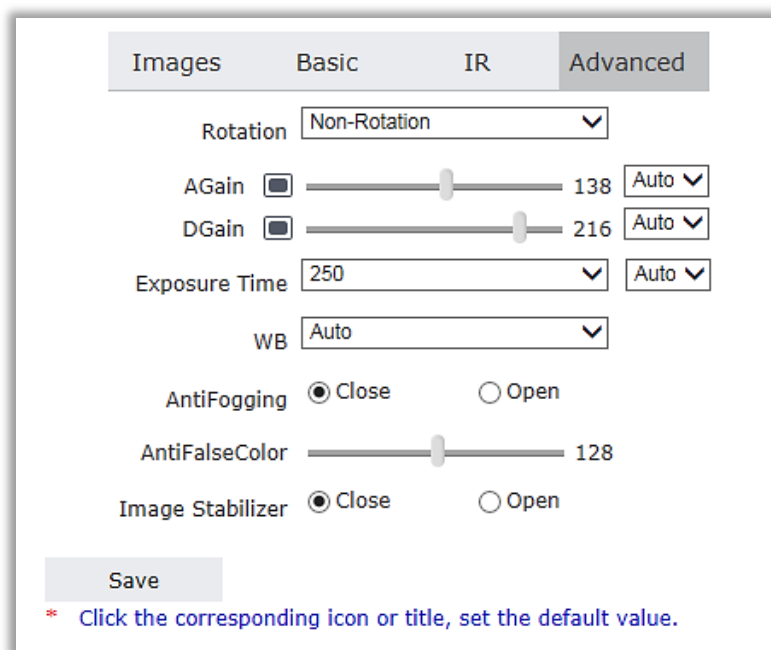 Images Basic IR Advanced
Rotation Non-Rotation
AGain 138 Auto
DGain 216 Auto
Exposure Time 250 Auto
WB Auto
AntiFogging Close Open
AntiFalseColor 128
Image Stabilizer Close Open
Save
* Click the corresponding icon or title, set the default value.